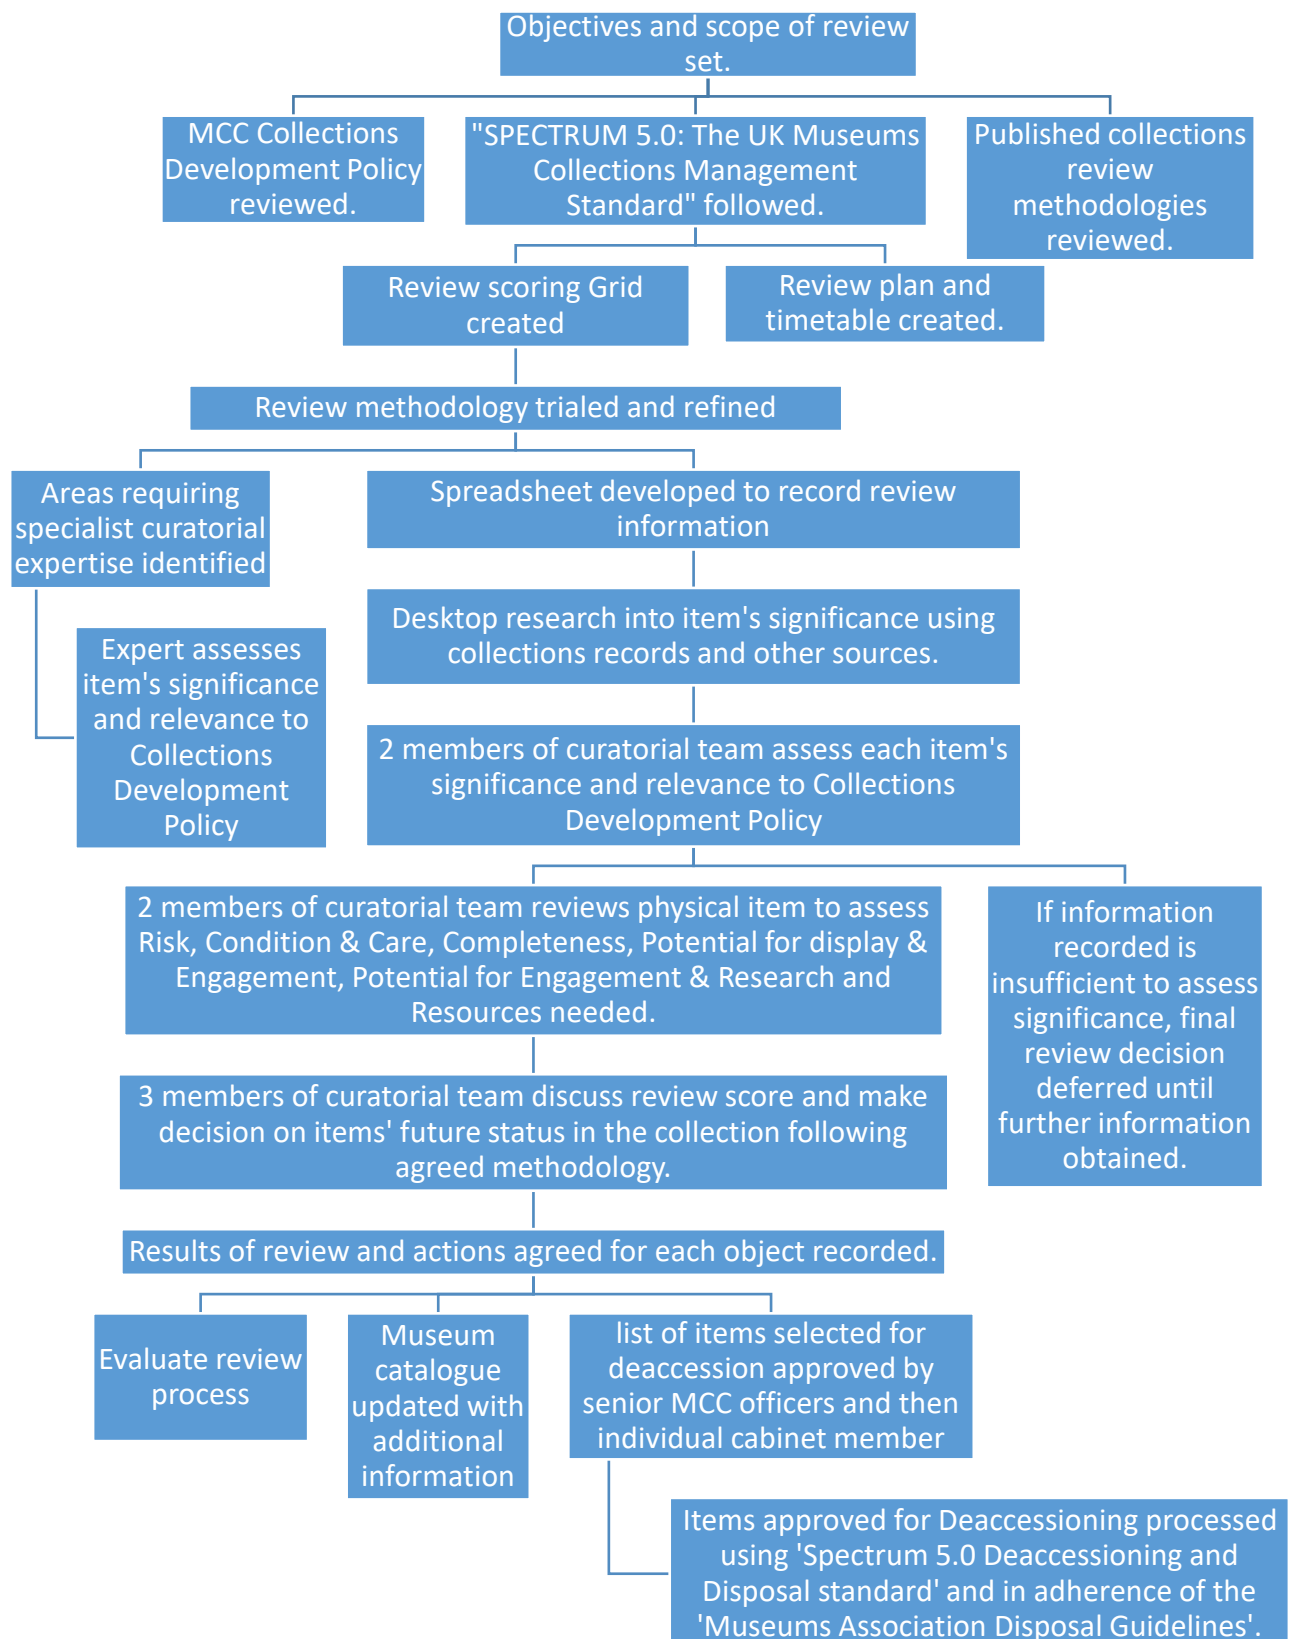 Objectives and scope of review
set.
MCC Collections
Development Policy
reviewed.
"SPECTRUM 5.0: The UK Museums
Collections Management
Standard" followed.
Published collections
review
methodologies
reviewed.
Review scoring Grid
created
Review plan and
timetable created.
Review methodology trialed and refined
Areas requiring
specialist curatorial
expertise identified
Spreadsheet developed to record review
information
Expert assesses
item's significance
and relevance to
Collections
Development
Policy
Desktop research into item's significance using
collections records and other sources.
2 members of curatorial team assess each item's
significance and relevance to Collections
Development Policy
2 members of curatorial team reviews physical item to assess
Risk, Condition & Care, Completeness, Potential for display &
Engagement, Potential for Engagement & Research and
Resources needed.
If information
recorded is
insufficient to assess
significance, final
review decision
deferred until
further information
obtained.
3 members of curatorial team discuss review score and make
decision on items' future status in the collection following
agreed methodology.
Results of review and actions agreed for each object recorded.
Evaluate review
process
Museum
catalogue
updated with
additional
information
list of items selected for
deaccession approved by
senior MCC officers and then
individual cabinet member
Items approved for Deaccessioning processed
using 'Spectrum 5.0 Deaccessioning and
Disposal standard' and in adherence of the
'Museums Association Disposal Guidelines'.